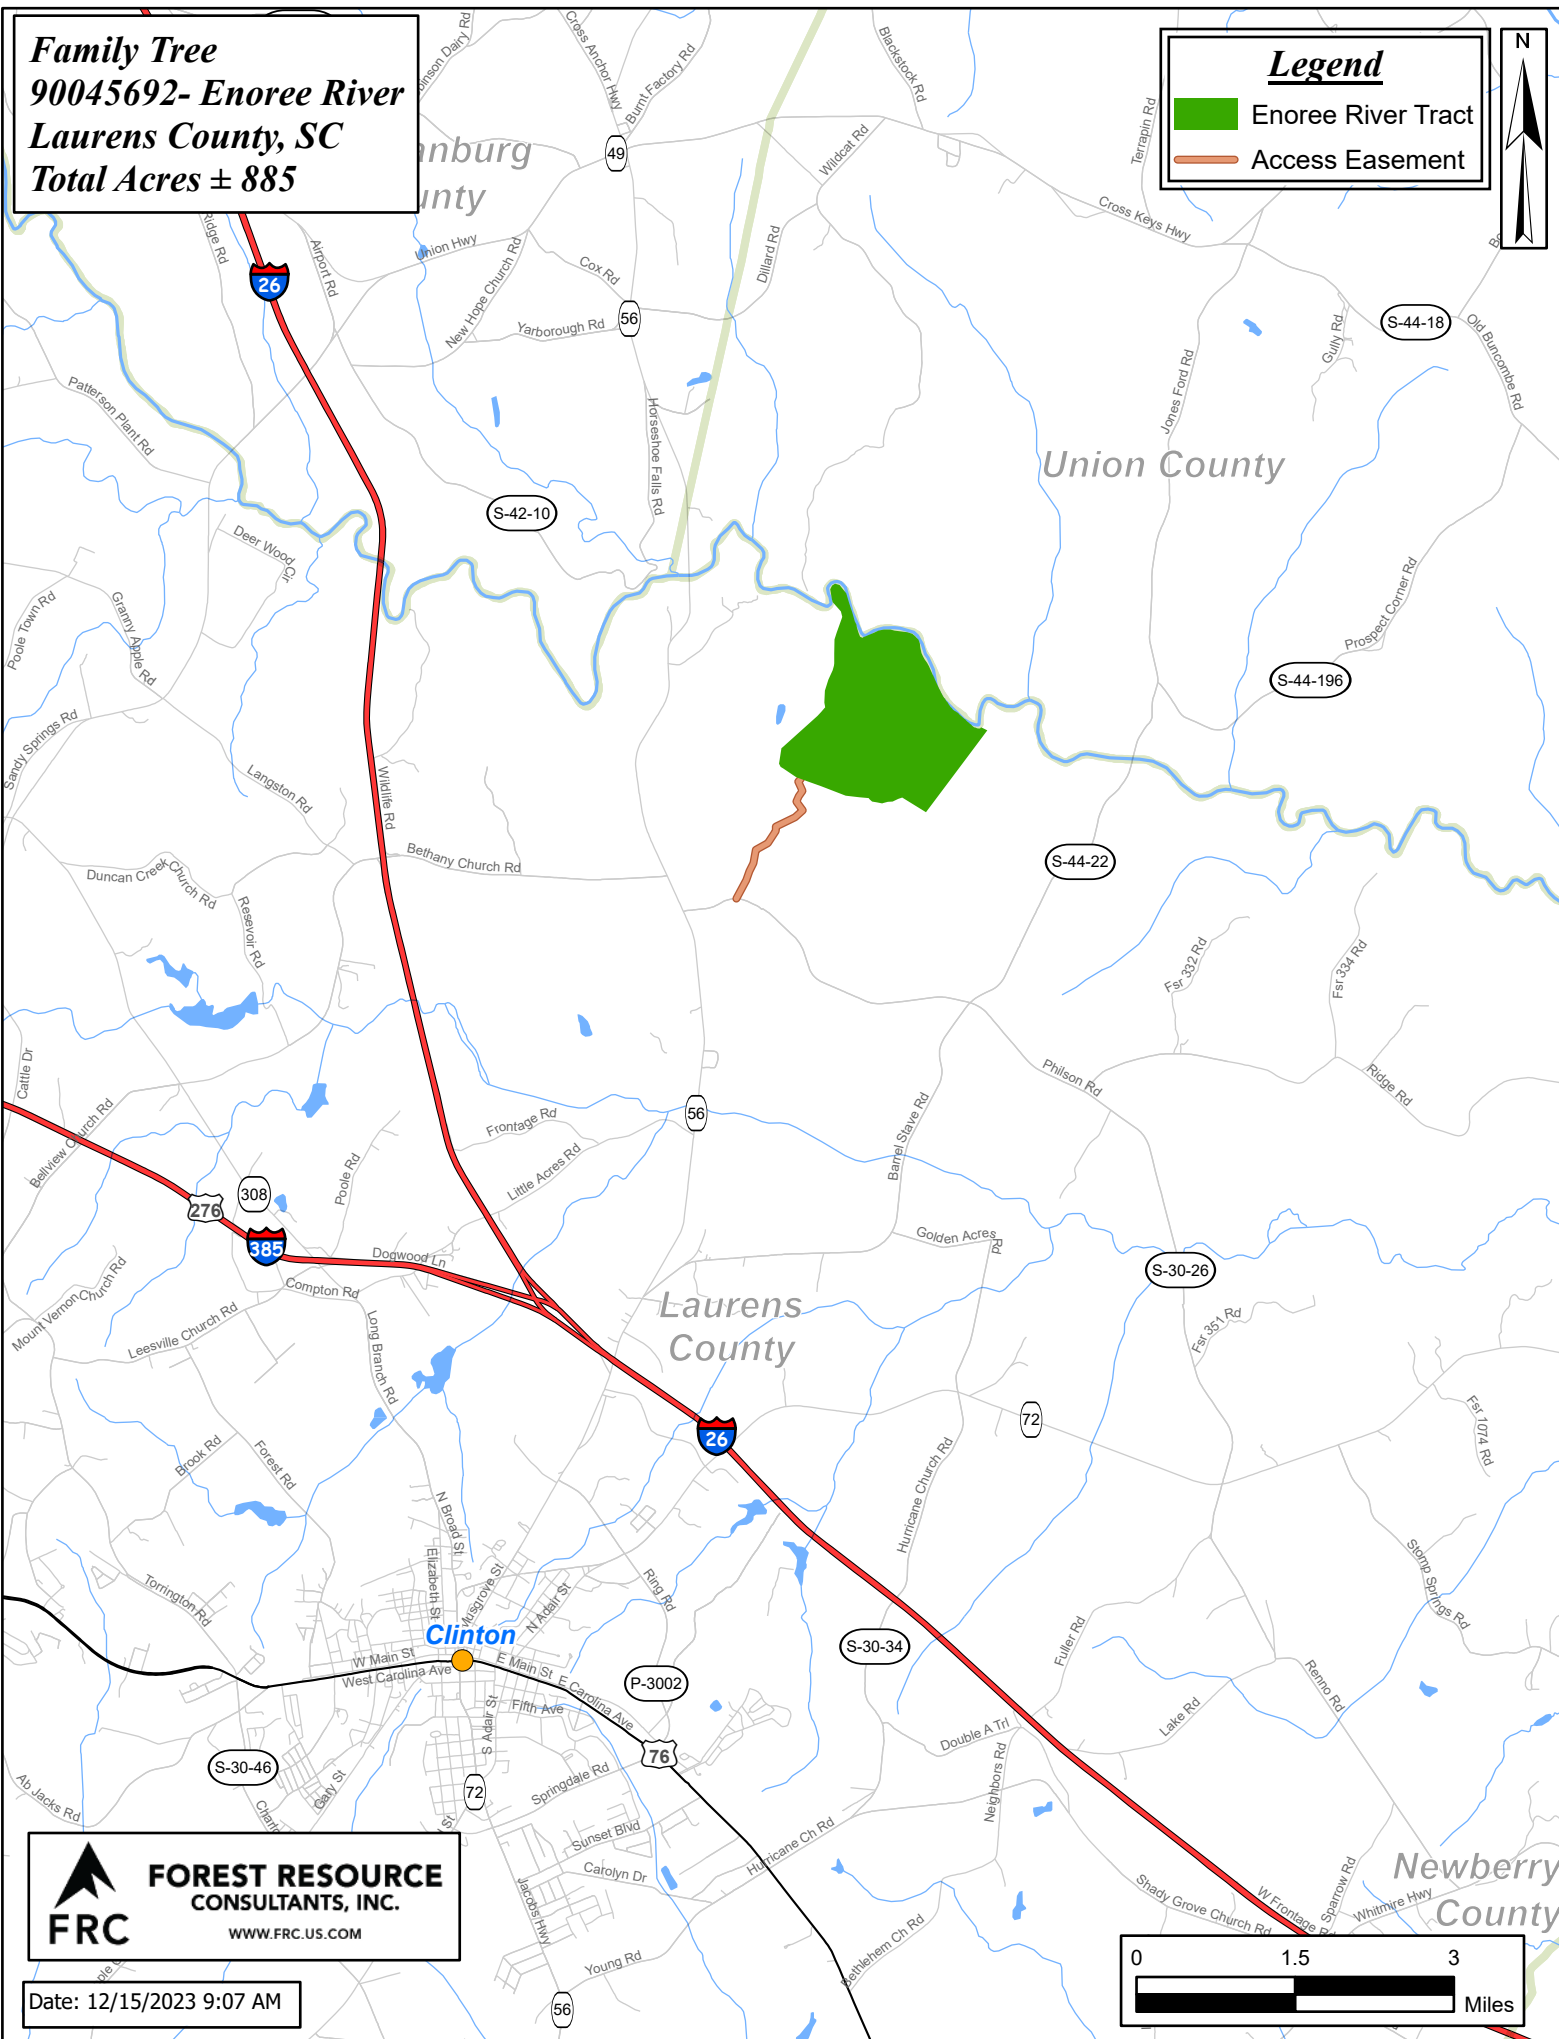 Family Tree
90045692- Enoree River
Laurens County, SC
Total Acres ± 885
Legend
Enoree River Tract
Access Easement
N
Cross Anchor Hwy
Burnt Factory Rd
Blackstock Rd
Terrapin Rd
49
Wildcat Rd
Cross Keys Hwy
Ridge Rd
Airport Rd
Union Hwy
New Hope Church Rd
Cox Rd
Dillard Rd
26
56
Yarborough Rd
S-44-18
Gully Rd
Old Buncombe Rd
Jones Ford Rd
Patterson Plant Rd
Horseshoe Falls Rd
Union County
S-42-10
Deer Wood Cir
Poole Town Rd
Granny Apple Rd
Prospect Corner Rd
S-44-196
Sandy Springs Rd
Langston Rd
Wildlife Rd
Bethany Church Rd
S-44-22
Duncan Creek Church Rd
Resevoir Rd
Fsr 332 Rd
Fsr 334 Rd
Cattle Dr
Philson Rd
Ridge Rd
Bellview Church Rd
Frontage Rd
56
Barrel Stave Rd
Little Acres Rd
Poole Rd
308
276
385
Dogwood Ln
Golden Acres Rd
S-30-26
Mount Vernon Church Rd
Compton Rd
Leesville Church Rd
Long Branch Rd
Laurens
County
Fsr 351 Rd
72
26
Fsr 1074 Rd
Brook Rd
Forest Rd
Hurricane Church Rd
N Broad St
Elizabeth St
Musgrove St
N Adair St
Ring Rd
Stomp Springs Rd
Torrington Rd
Clinton
W Main St
West Carolina Ave
E Main St
E Carolina Ave
S-30-34
Fuller Rd
Renno Rd
P-3002
Fifth Ave
S Adair St
Lake Rd
Double A Trl
76
S-30-46
72
Springdale Rd
Neighbors Rd
Ab Jacks Rd
Gary St
St
Sunset Blvd
Hurricane Ch Rd
Carolyn Dr
Jacobs Hwy
Newberry
County
Sparrow Rd
Whitmire Hwy
W Frontage
Shady Grove Church Rd
Bethlehem Ch Rd
Young Rd
56
FRC
FOREST RESOURCE
CONSULTANTS, INC.
WWW.FRC.US.COM
Date: 12/15/2023 9:07 AM
0 1.5 3
Miles